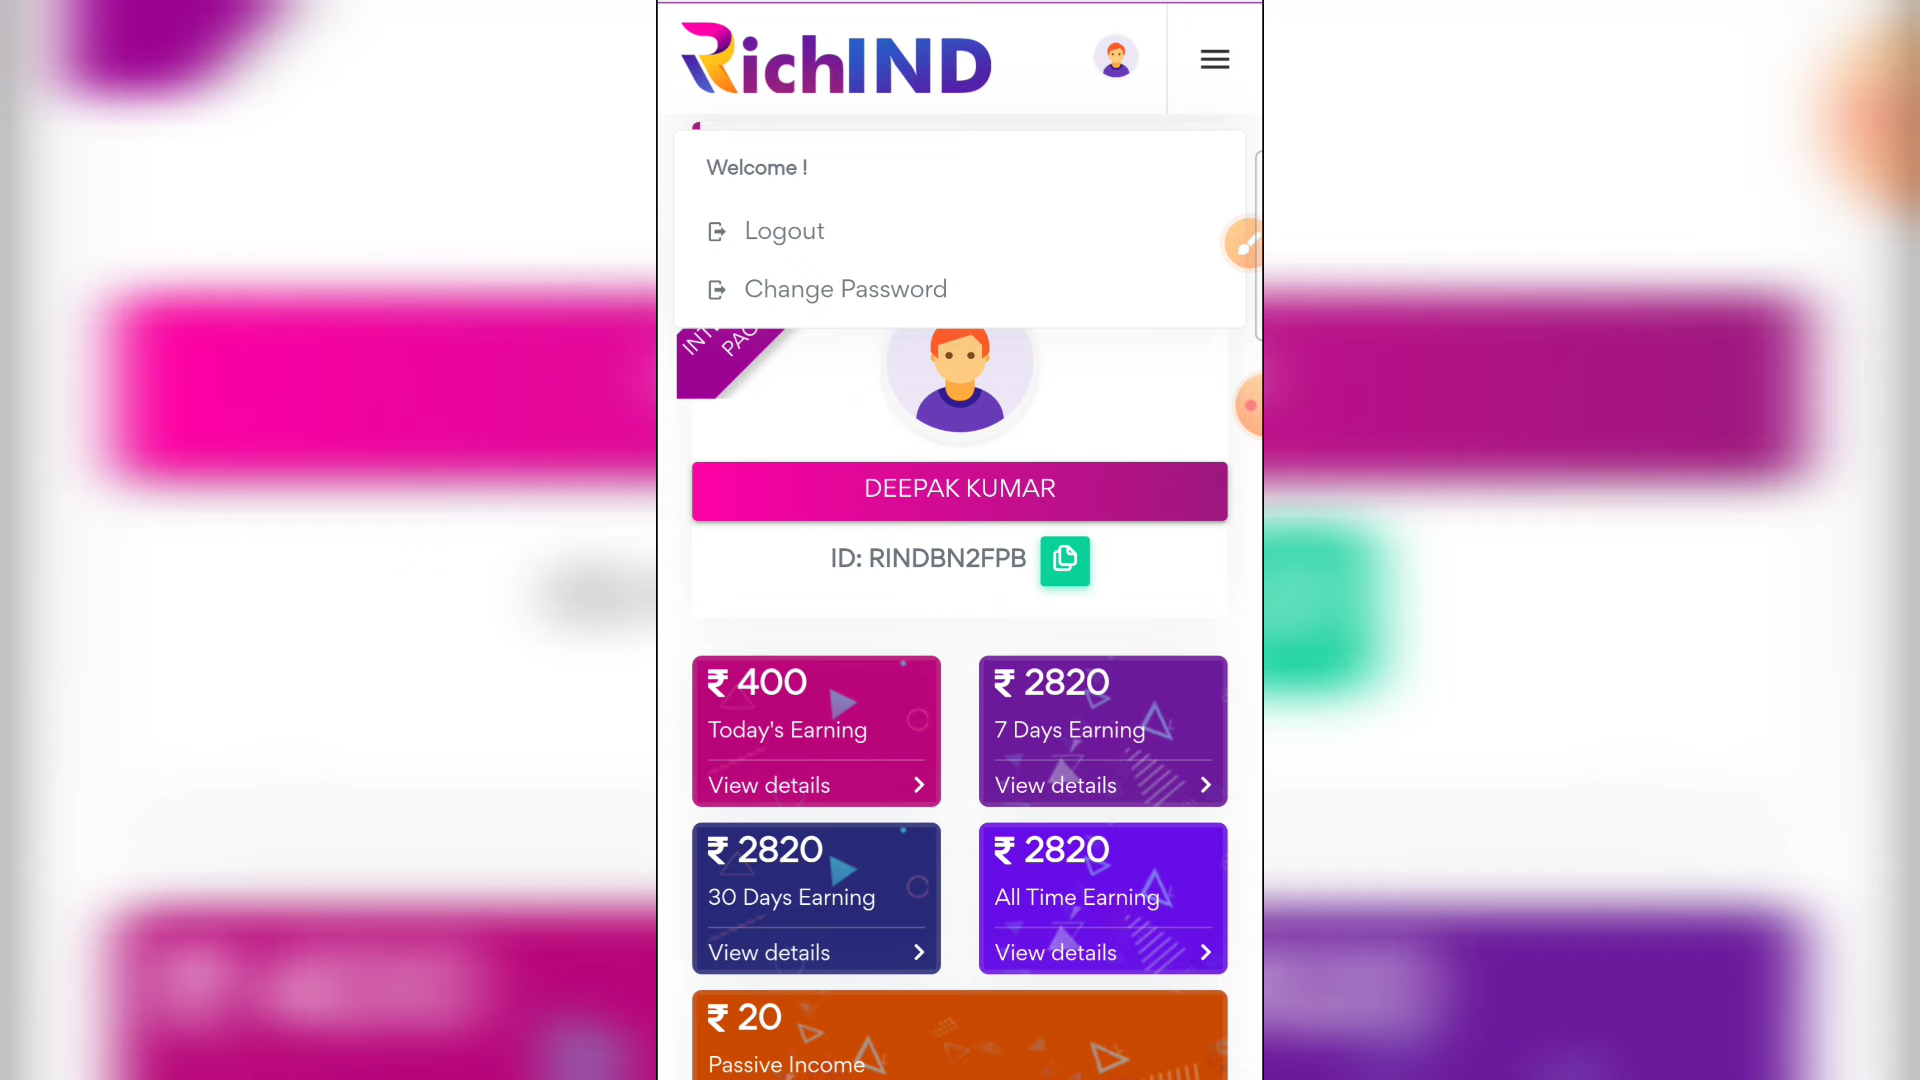 RichIND
Welcome !
Logout
Change Password
DEEPAK KUMAR
ID: RINDBN2FPB
₹ 400
Today's Earning
View details
₹ 2820
7 Days Earning
View details
₹ 2820
30 Days Earning
View details
₹ 2820
All Time Earning
View details
₹ 20
Passive Income